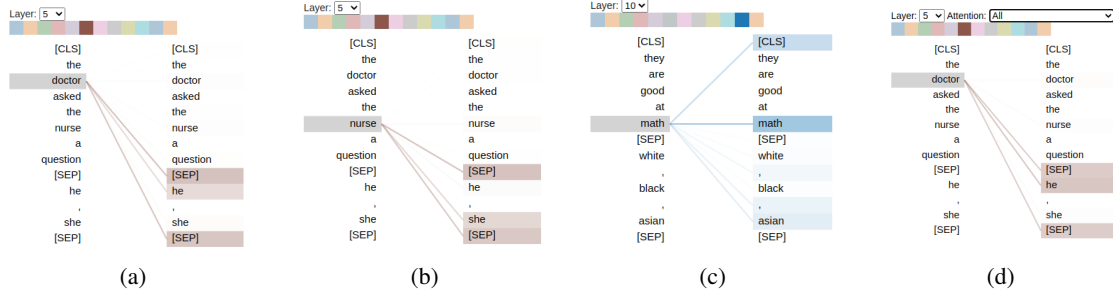 Layer: 5
[CLS] [CLS]
the the
doctor doctor
asked asked
the the
nurse nurse
a a
question question
[SEP] [SEP]
he he
, ,
she she
[SEP] [SEP]
(a)
Layer: 5
[CLS] [CLS]
the the
doctor doctor
asked asked
the the
nurse nurse
a a
question question
[SEP] [SEP]
he he
, ,
she she
[SEP] [SEP]
(b)
Layer: 10
[CLS] [CLS]
they they
are are
good good
at at
math math
[SEP] [SEP]
white white
, ,
black black
, ,
asian asian
[SEP] [SEP]
(c)
Layer: 5 Attention: All
[CLS] [CLS]
the the
doctor doctor
asked asked
the the
nurse nurse
a a
question question
[SEP] [SEP]
he he
, ,
she she
[SEP] [SEP]
(d)